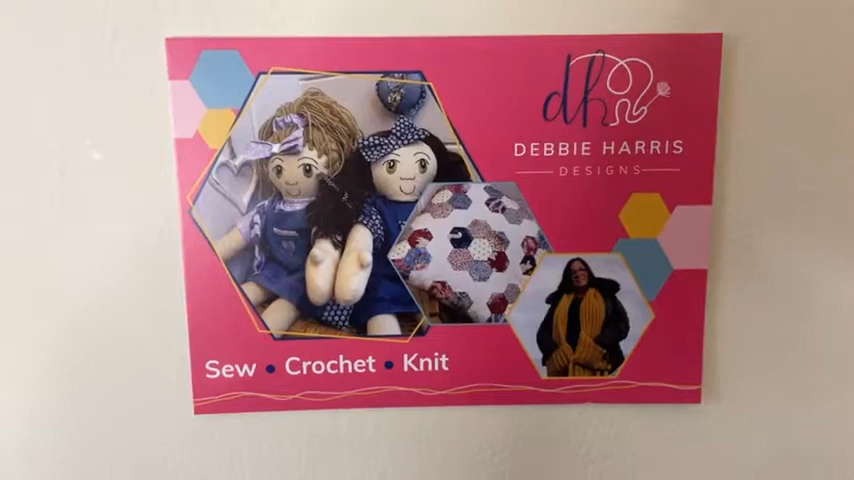 dh
DEBBIE HARRIS
DESIGNS
Sew • Crochet • Knit